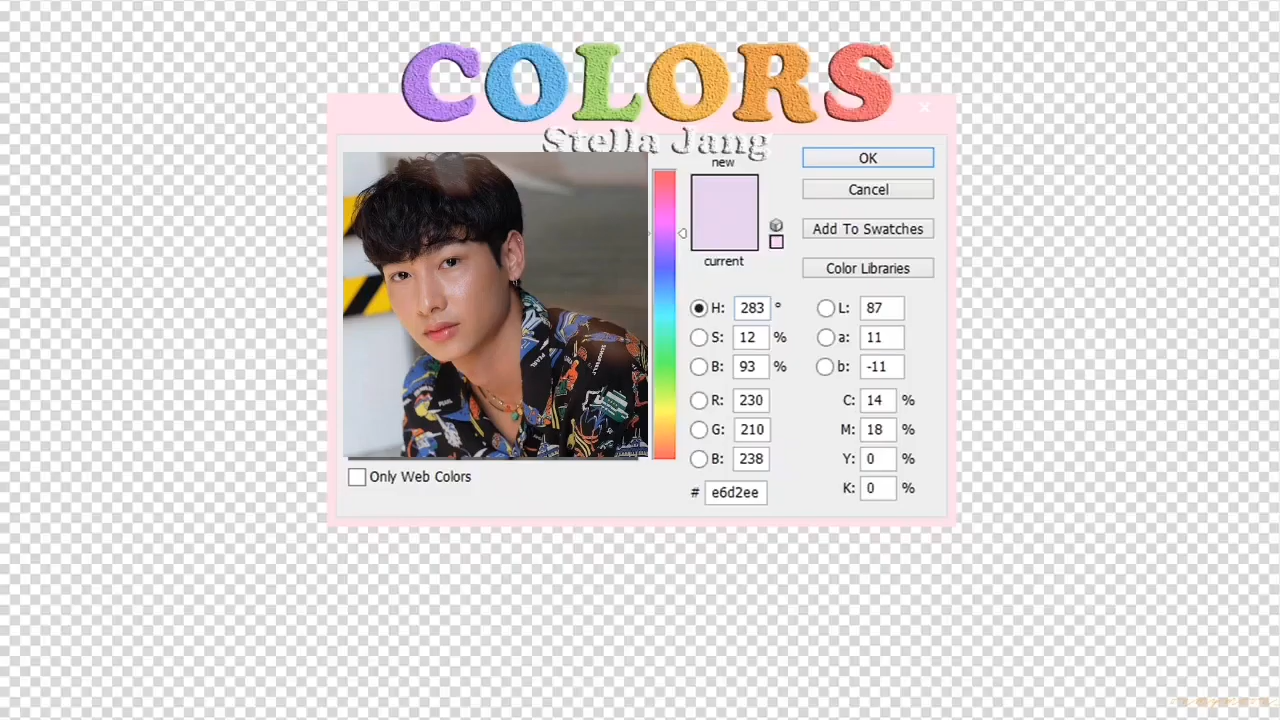 COLORS
Stella Jang
new
current
OK
Cancel
Add To Swatches
Color Libraries
H: 283 °
S: 12 %
B: 93 %
R: 230
G: 210
B: 238
# e6d2ee
L: 87
a: 11
b: -11
C: 14 %
M: 18 %
Y: 0 %
K: 0 %
Only Web Colors
PEARL